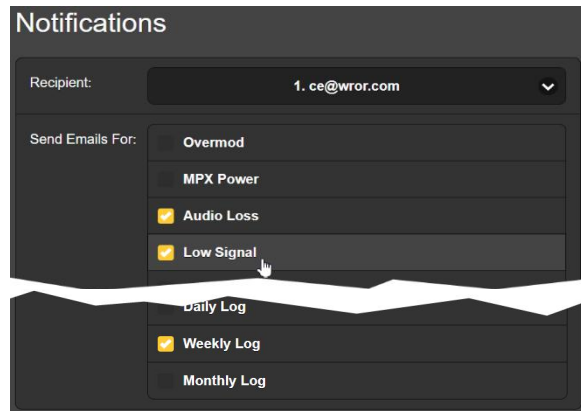 Notifications
Recipient:
1. ce@wror.com
Send Emails For:
Overmod
MPX Power
Audio Loss
Low Signal
Daily Log
Weekly Log
Monthly Log